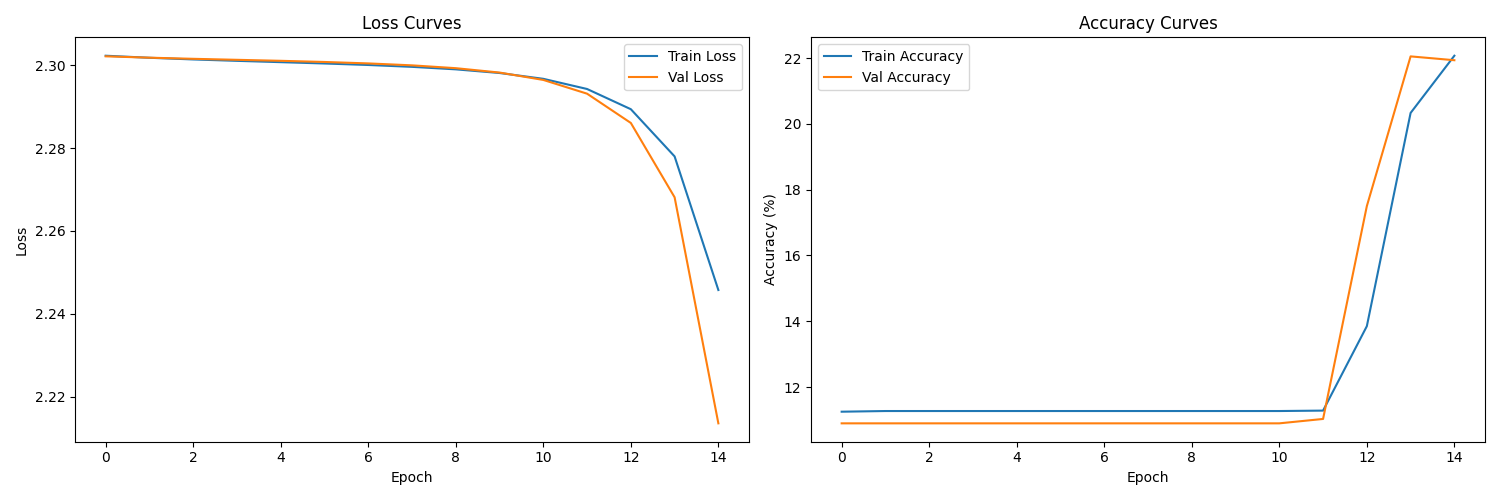 Loss Curves
Train Loss
Val Loss
2.30
2.28
2.26
2.24
2.22
Loss
0 2 4 6 8 10 12 14
Epoch
Accuracy Curves
Train Accuracy
Val Accuracy
22
20
18
16
14
12
Accuracy (%)
0 2 4 6 8 10 12 14
Epoch